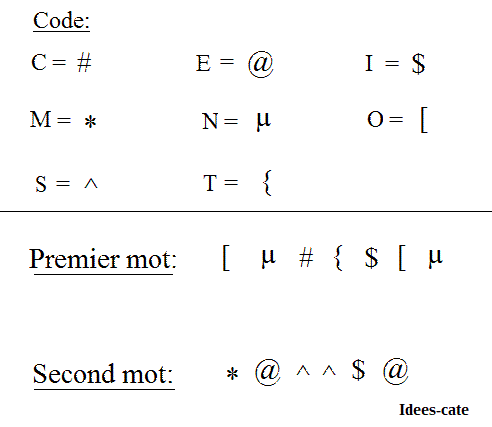 Code:
C = # E = @ I = $
M = * N = µ O = [
S = ^ T = {
Premier mot: [ µ # { $ [ µ
Second mot: * @ ^ ^ $ @
Idees-cate